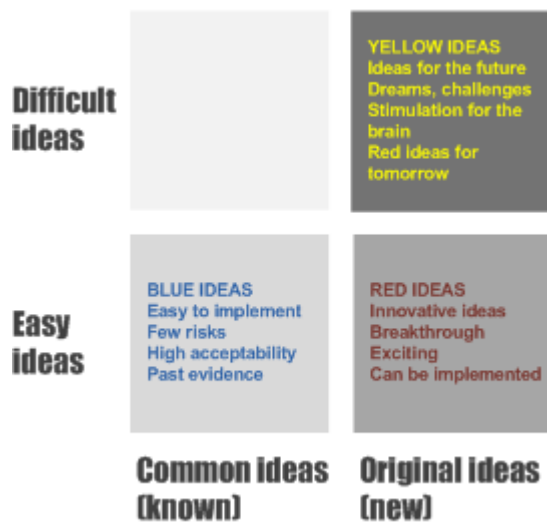 Difficult
ideas
YELLOW IDEAS
Ideas for the future
Dreams, challenges
Stimulation for the
brain
Red ideas for
tomorrow
Easy
ideas
BLUE IDEAS
Easy to implement
Few risks
High acceptability
Past evidence
RED IDEAS
Innovative ideas
Breakthrough
Exciting
Can be implemented
Common ideas
(known)
Original ideas
(new)